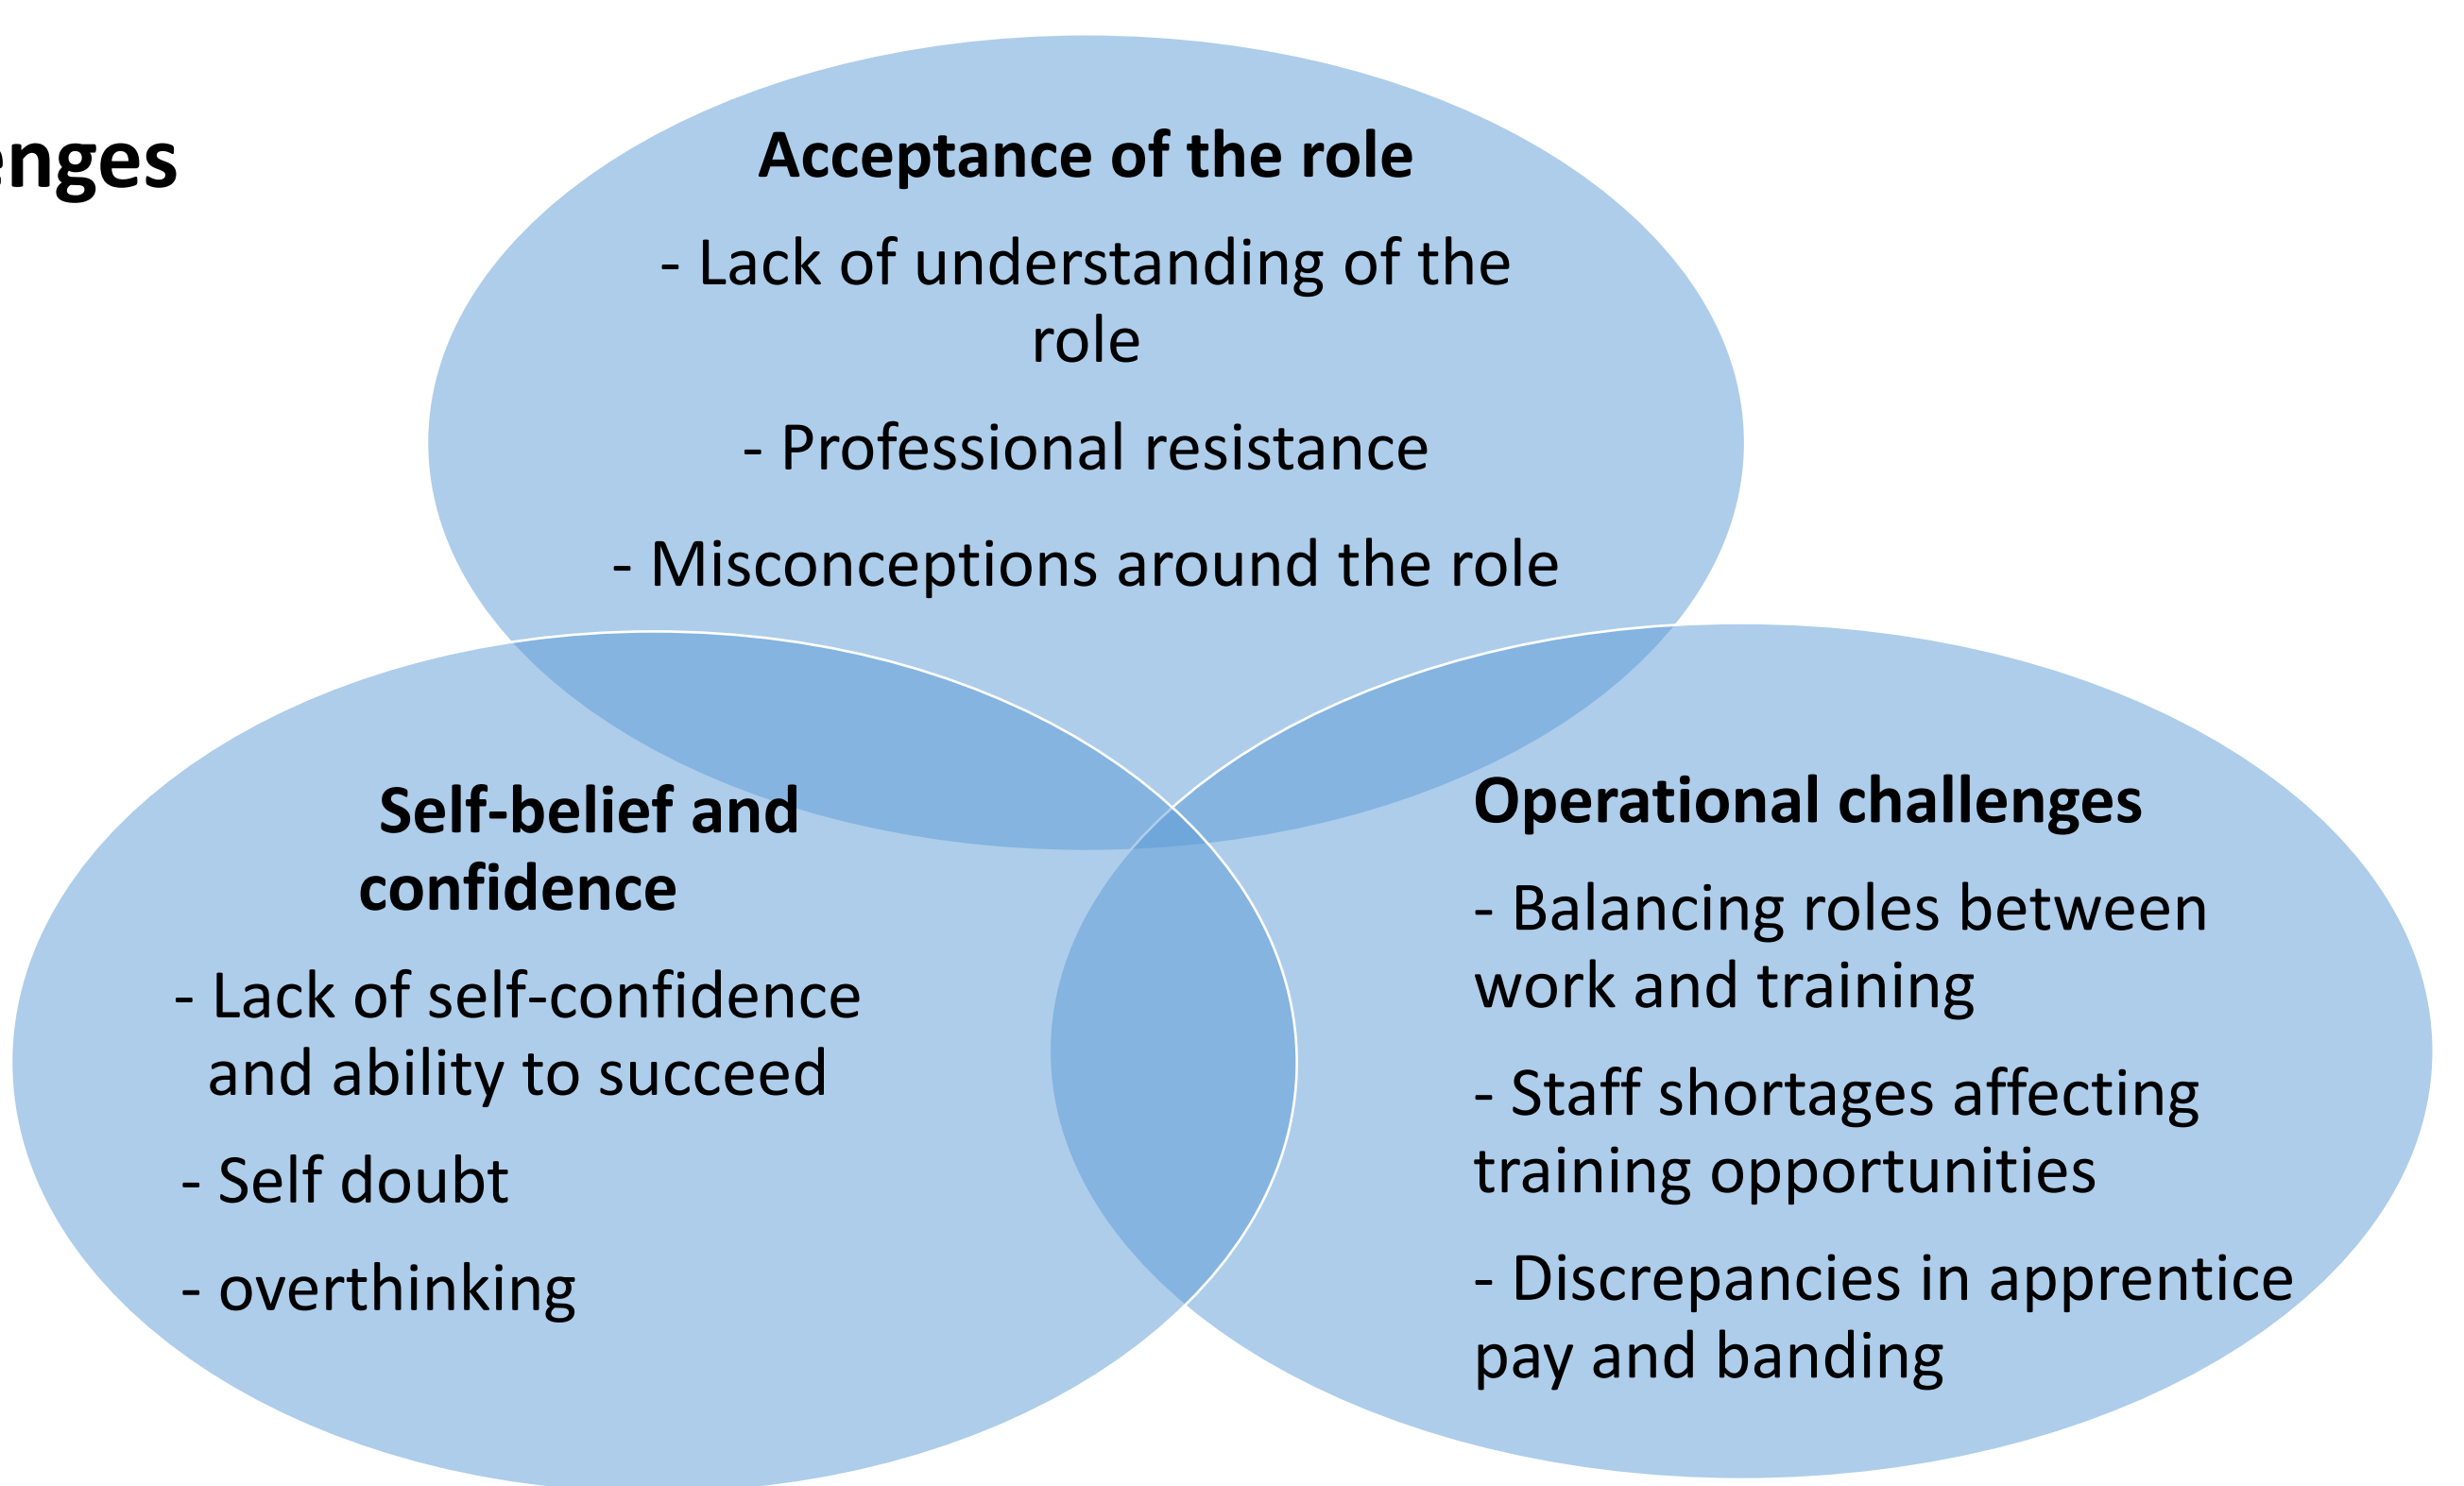 enges
Acceptance of the role
- Lack of understanding of the
role
- Professional resistance
- Misconceptions around the role
Self-belief and
confidence
- Lack of self-confidence
and ability to succeed
- Self doubt
- overthinking
Operational challenges
- Balancing roles between
work and training
- Staff shortages affecting
training opportunities
- Discrepancies in apprentice
pay and banding